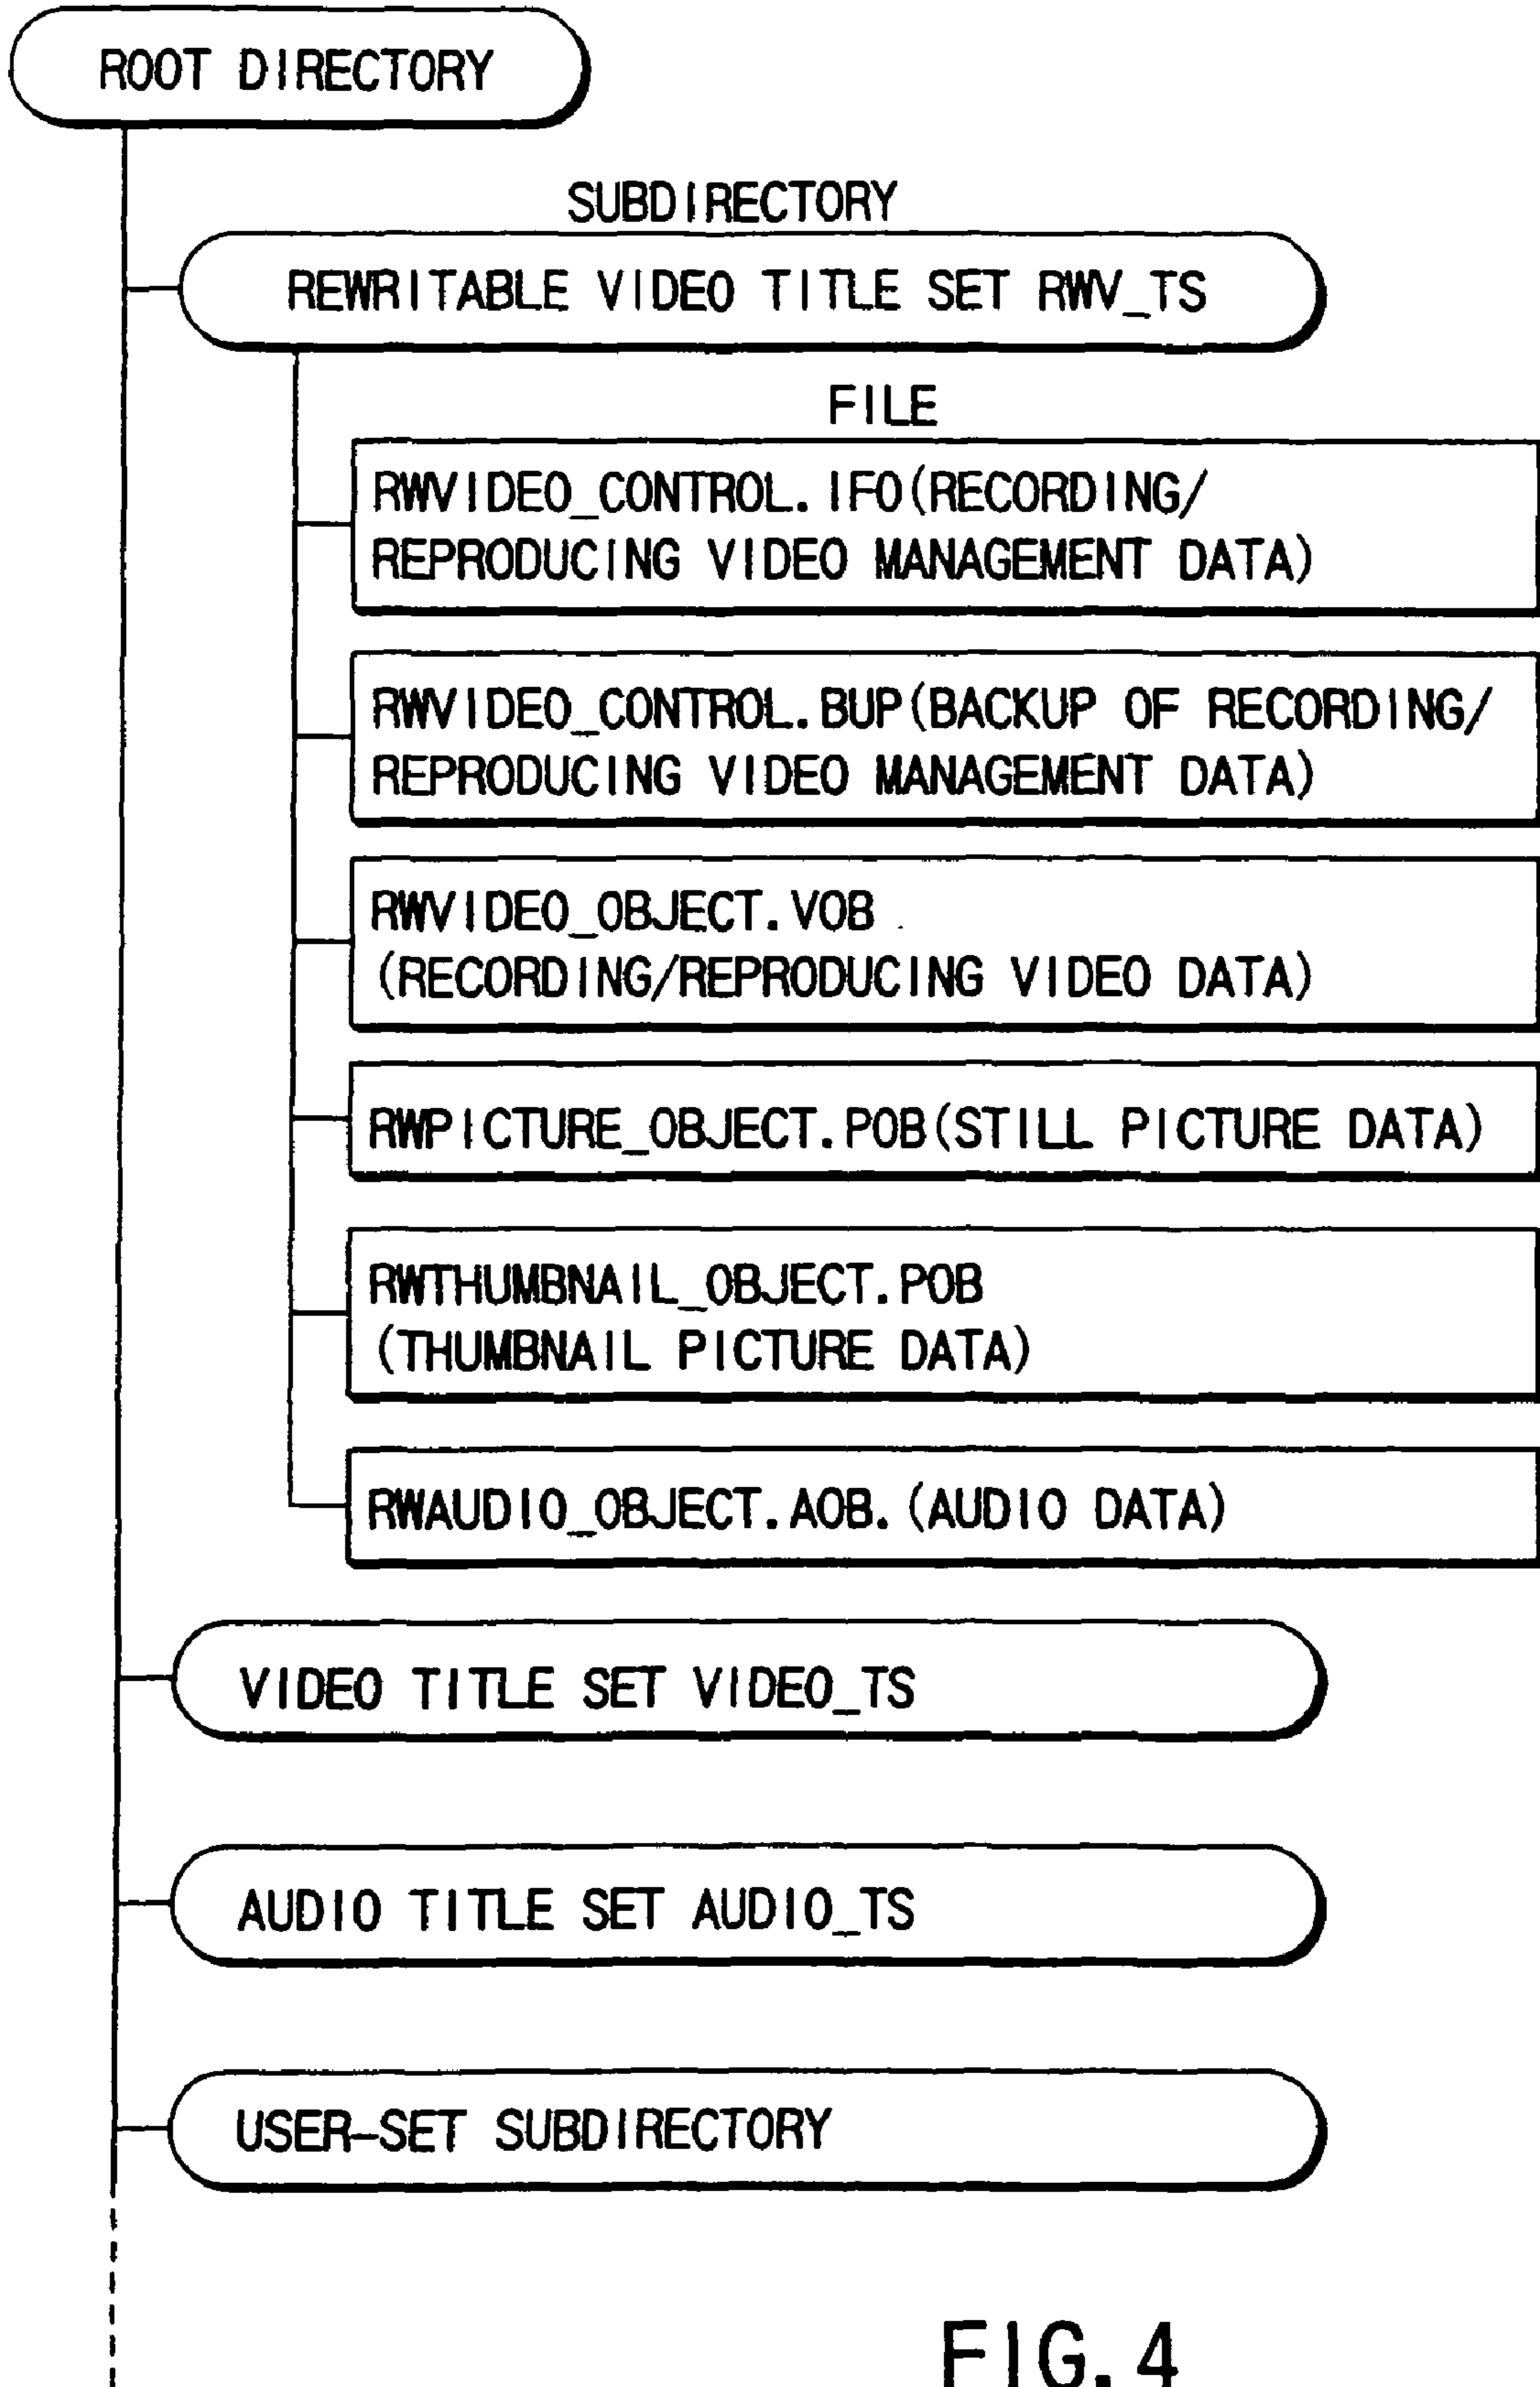 ROOT DIRECTORY
SUBDIRECTORY
REWRITABLE VIDEO TITLE SET RWV_TS
FILE
RWVIDEO_CONTROL.IFO(RECORDING/
REPRODUCING VIDEO MANAGEMENT DATA)
RWVIDEO_CONTROL.BUP(BACKUP OF RECORDING/
REPRODUCING VIDEO MANAGEMENT DATA)
RWVIDEO_OBJECT.VOB
(RECORDING/REPRODUCING VIDEO DATA)
RWPICTURE_OBJECT.POB(STILL PICTURE DATA)
RWTHUMBNAIL_OBJECT.POB
(THUMBNAIL PICTURE DATA)
RWAUDIO_OBJECT.AOB.(AUDIO DATA)
VIDEO TITLE SET VIDEO_TS
AUDIO TITLE SET AUDIO_TS
USER-SET SUBDIRECTORY
FIG.4